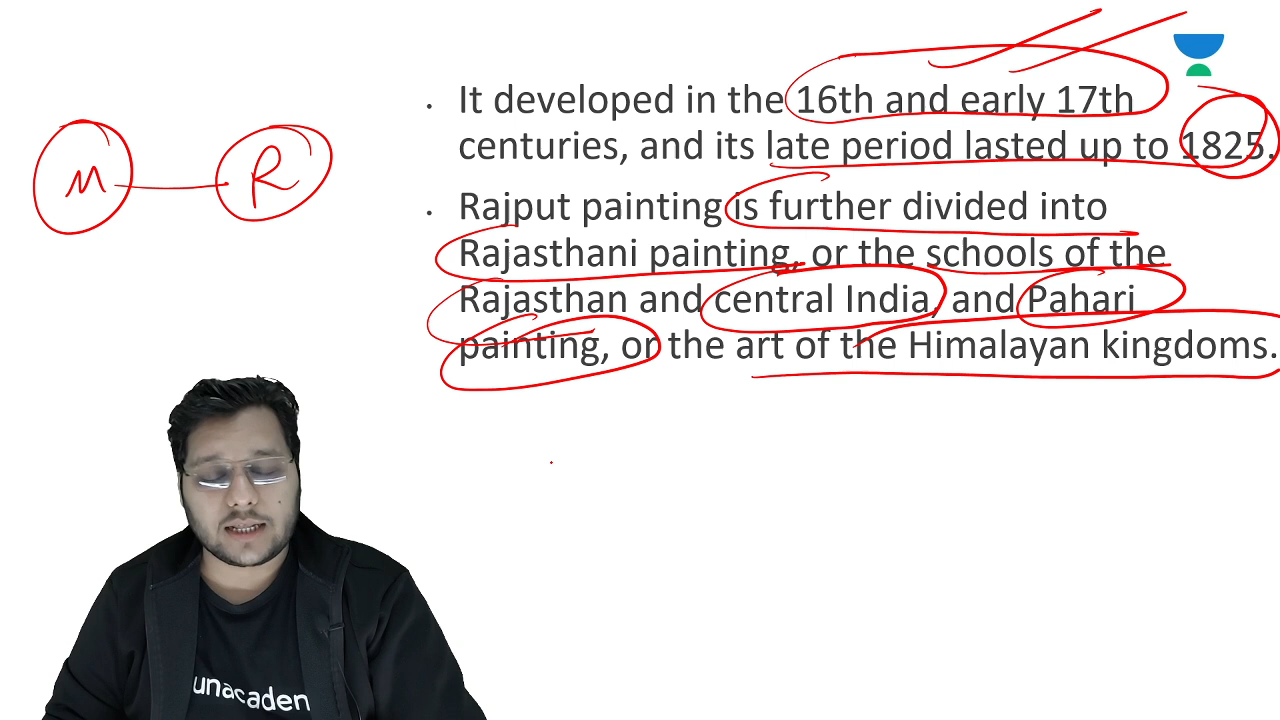 • It developed in the 16th and early 17th
centuries, and its late period lasted up to 1825.
• Rajput painting is further divided into
Rajasthani painting, or the schools of the
Rajasthan and central India, and Pahari
painting, or the art of the Himalayan kingdoms.
M R
unacaden